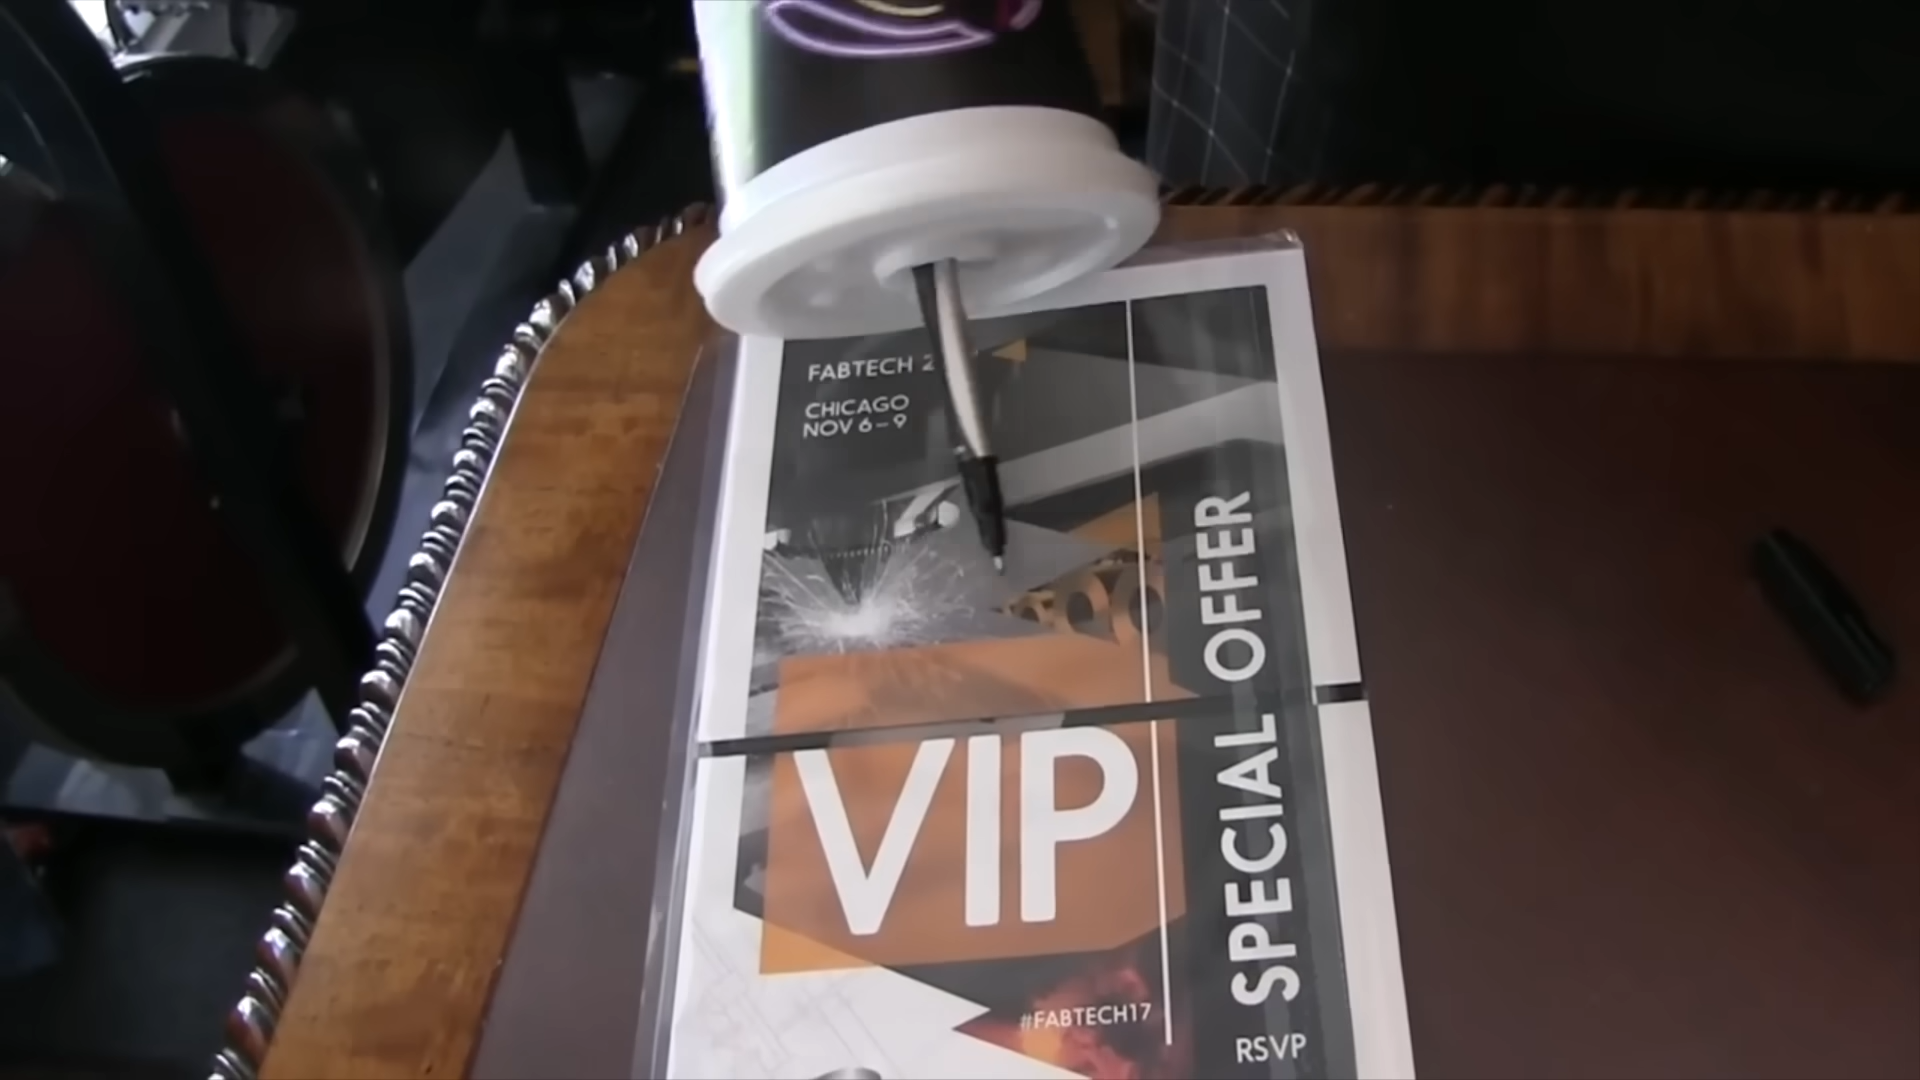 FABTECH 2
CHICAGO
NOV 6–9
VIP
SPECIAL OFFER
#FABTECH17
RSVP